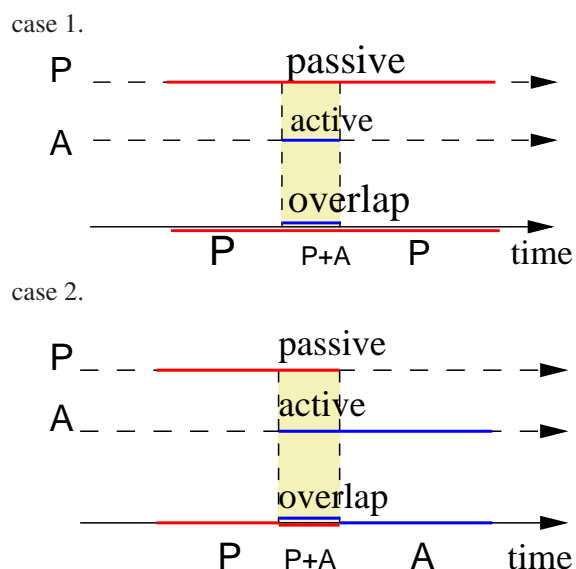 case 1.
P passive
A active
overlap
P P+A P time
case 2.
P passive
A active
overlap
P P+A A time